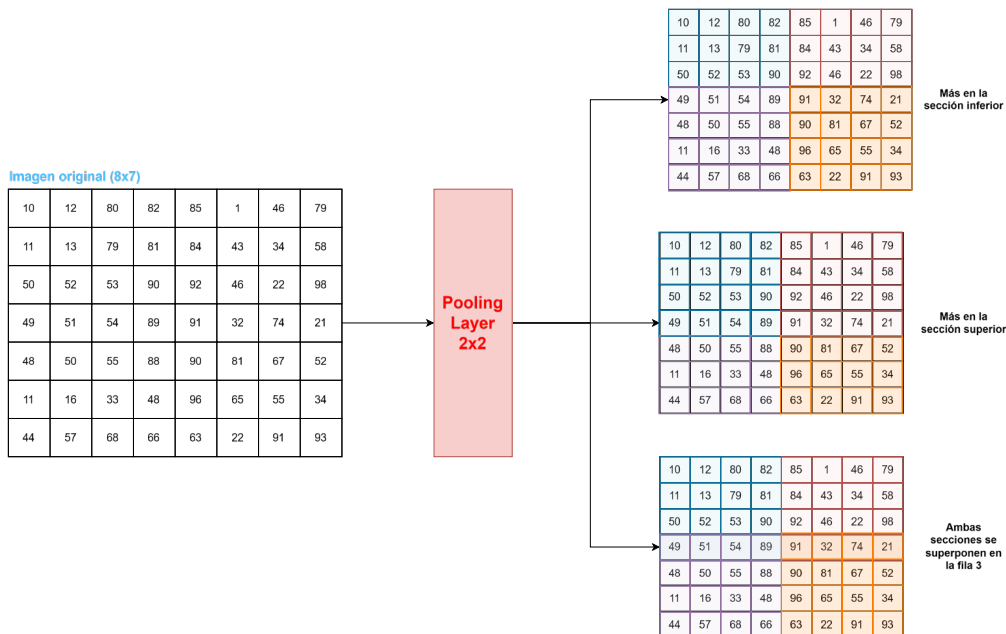 Imagen original (8x7)
10 12 80 82 85 1 46 79
11 13 79 81 84 43 34 58
50 52 53 90 92 46 22 98
49 51 54 89 91 32 74 21
48 50 55 88 90 81 67 52
11 16 33 48 96 65 55 34
44 57 68 66 63 22 91 93
Pooling
Layer
2x2
10 12 80 82 85 1 46 79
11 13 79 81 84 43 34 58
50 52 53 90 92 46 22 98
49 51 54 89 91 32 74 21
48 50 55 88 90 81 67 52
11 16 33 48 96 65 55 34
44 57 68 66 63 22 91 93
Más en la
sección inferior
10 12 80 82 85 1 46 79
11 13 79 81 84 43 34 58
50 52 53 90 92 46 22 98
49 51 54 89 91 32 74 21
48 50 55 88 90 81 67 52
11 16 33 48 96 65 55 34
44 57 68 66 63 22 91 93
Más en la
sección superior
10 12 80 82 85 1 46 79
11 13 79 81 84 43 34 58
50 52 53 90 92 46 22 98
49 51 54 89 91 32 74 21
48 50 55 88 90 81 67 52
11 16 33 48 96 65 55 34
44 57 68 66 63 22 91 93
Ambas
secciones se
superponen en
la fila 3